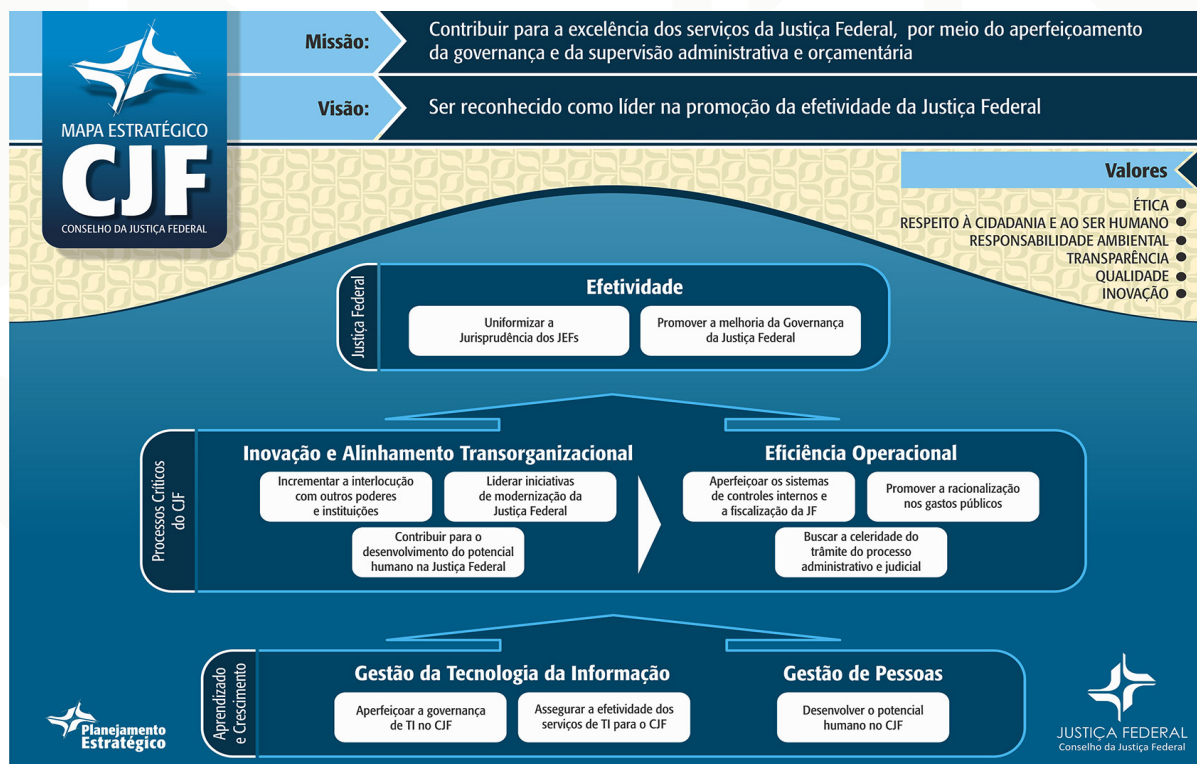 MAPA ESTRATÉGICO
CJF
CONSELHO DA JUSTIÇA FEDERAL
Missão:
Contribuir para a excelência dos serviços da Justiça Federal, por meio do aperfeiçoamento
da governança e da supervisão administrativa e orçamentária
Visão:
Ser reconhecido como líder na promoção da efetividade da Justiça Federal
Valores
ÉTICA
RESPEITO À CIDADANIA E AO SER HUMANO
RESPONSABILIDADE AMBIENTAL
TRANSPARÊNCIA
QUALIDADE
INOVAÇÃO
Justiça Federal
Efetividade
Uniformizar a
Jurisprudência dos JEFs
Promover a melhoria da Governança
da Justiça Federal
Processos Críticos
do CJF
Inovação e Alinhamento Transorganizacional
Incrementar a interlocução
com outros poderes
e instituições
Liderar iniciativas
de modernização da
Justiça Federal
Contribuir para o
desenvolvimento do potencial
humano na Justiça Federal
Eficiência Operacional
Aperfeiçoar os sistemas
de controles internos e
a fiscalização da JF
Promover a racionalização
nos gastos públicos
Buscar a celeridade do
trâmite do processo
administrativo e judicial
Aprendizado
e Crescimento
Gestão da Tecnologia da Informação
Aperfeiçoar a governança
de TI no CJF
Assegurar a efetividade dos
serviços de TI para o CJF
Gestão de Pessoas
Desenvolver o potencial
humano no CJF
Planejamento
Estratégico
JUSTIÇA FEDERAL
Conselho da Justiça Federal